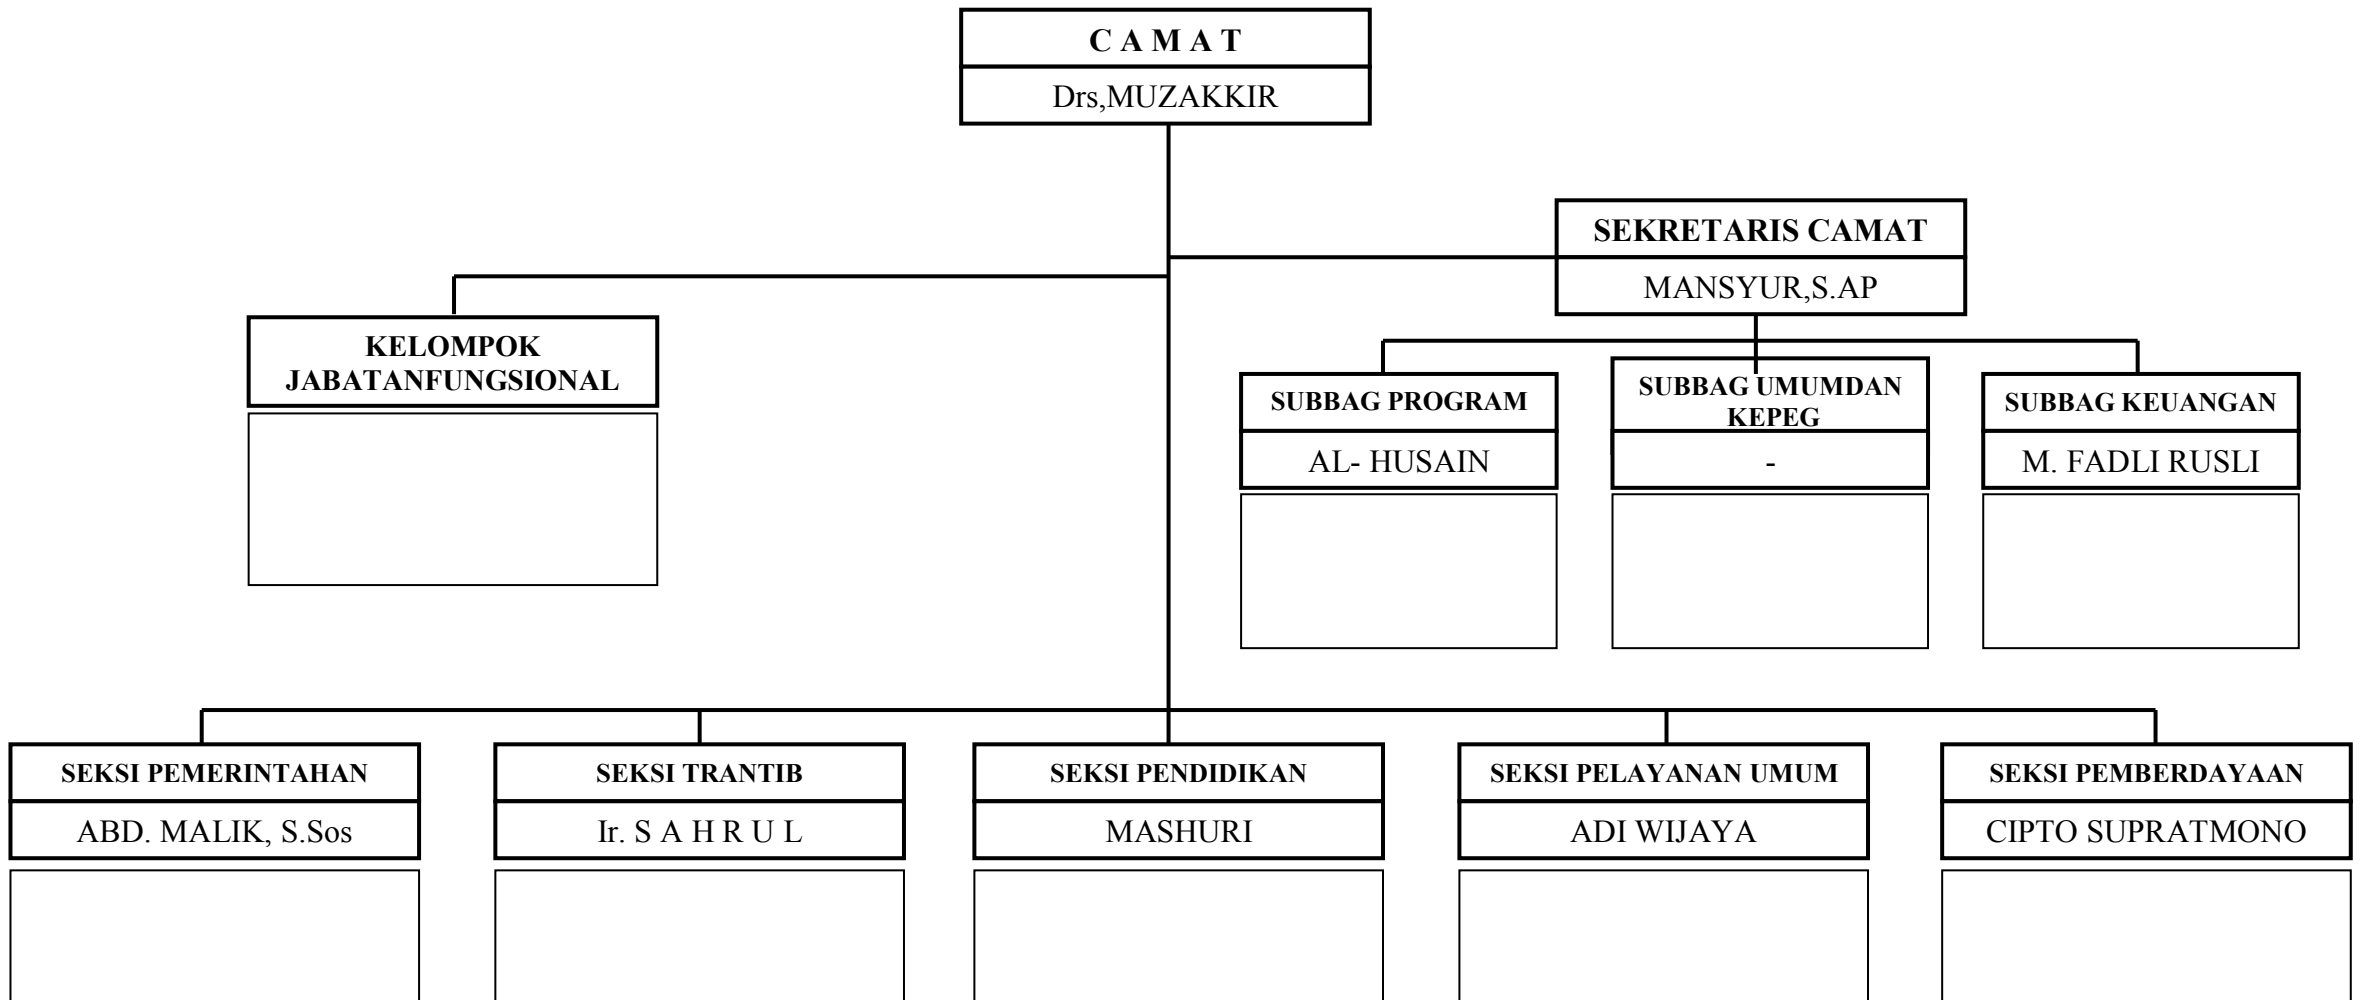 C A M A T
Drs,MUZAKKIR
SEKRETARIS CAMAT
MANSYUR,S.AP
KELOMPOK
JABATANFUNGSIONAL
SUBBAG PROGRAM
AL- HUSAIN
SUBBAG UMUMDAN
KEPEG
-
SUBBAG KEUANGAN
M. FADLI RUSLI
SEKSI PEMERINTAHAN
ABD. MALIK, S.Sos
SEKSI TRANTIB
Ir. S A H R U L
SEKSI PENDIDIKAN
MASHURI
SEKSI PELAYANAN UMUM
ADI WIJAYA
SEKSI PEMBERDAYAAN
CIPTO SUPRATMONO